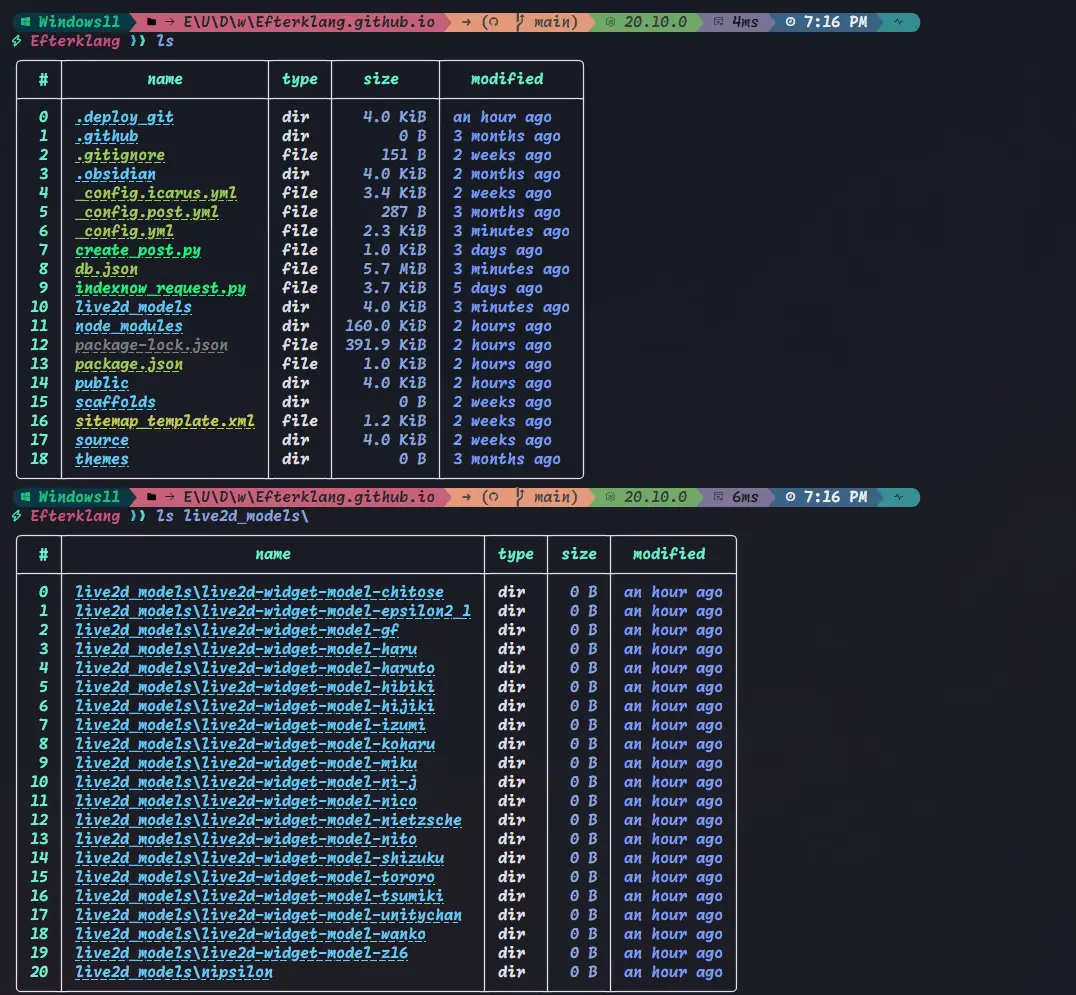 Windows11 → E\U\D\w\Efterklang.github.io → ( main) 20.10.0 4ms 7:16 PM
Efterklang ❯❯ ls
# name type size modified
0 .deploy_git dir 4.0 KiB an hour ago
1 .github dir 0 B 3 months ago
2 .gitignore file 151 B 2 weeks ago
3 .obsidian dir 4.0 KiB 2 months ago
4 _config.icarus.yml file 3.4 KiB 2 weeks ago
5 _config.post.yml file 287 B 3 months ago
6 _config.yml file 2.3 KiB 3 minutes ago
7 create_post.py file 1.0 KiB 3 days ago
8 db.json file 5.7 MiB 3 minutes ago
9 indexnow_request.py file 3.7 KiB 5 days ago
10 live2d_models dir 4.0 KiB 3 minutes ago
11 node_modules dir 160.0 KiB 2 hours ago
12 package-lock.json file 391.9 KiB 2 hours ago
13 package.json file 1.0 KiB 2 hours ago
14 public dir 4.0 KiB 2 hours ago
15 scaffolds dir 0 B 2 weeks ago
16 sitemap_template.xml file 1.2 KiB 2 weeks ago
17 source dir 4.0 KiB 2 weeks ago
18 themes dir 0 B 3 months ago
Windows11 → E\U\D\w\Efterklang.github.io → ( main) 20.10.0 6ms 7:16 PM
Efterklang ❯❯ ls live2d_models\
# name type size modified
0 live2d_models\live2d-widget-model-chitose dir 0 B an hour ago
1 live2d_models\live2d-widget-model-epsilon2_1 dir 0 B an hour ago
2 live2d_models\live2d-widget-model-gf dir 0 B an hour ago
3 live2d_models\live2d-widget-model-haru dir 0 B an hour ago
4 live2d_models\live2d-widget-model-haruto dir 0 B an hour ago
5 live2d_models\live2d-widget-model-hibiki dir 0 B an hour ago
6 live2d_models\live2d-widget-model-hijiki dir 0 B an hour ago
7 live2d_models\live2d-widget-model-izumi dir 0 B an hour ago
8 live2d_models\live2d-widget-model-koharu dir 0 B an hour ago
9 live2d_models\live2d-widget-model-miku dir 0 B an hour ago
10 live2d_models\live2d-widget-model-ni-j dir 0 B an hour ago
11 live2d_models\live2d-widget-model-nico dir 0 B an hour ago
12 live2d_models\live2d-widget-model-nietzsche dir 0 B an hour ago
13 live2d_models\live2d-widget-model-nito dir 0 B an hour ago
14 live2d_models\live2d-widget-model-shizuku dir 0 B an hour ago
15 live2d_models\live2d-widget-model-tororo dir 0 B an hour ago
16 live2d_models\live2d-widget-model-tsumiki dir 0 B an hour ago
17 live2d_models\live2d-widget-model-unitychan dir 0 B an hour ago
18 live2d_models\live2d-widget-model-wanko dir 0 B an hour ago
19 live2d_models\live2d-widget-model-z16 dir 0 B an hour ago
20 live2d_models\nipsilon dir 0 B an hour ago